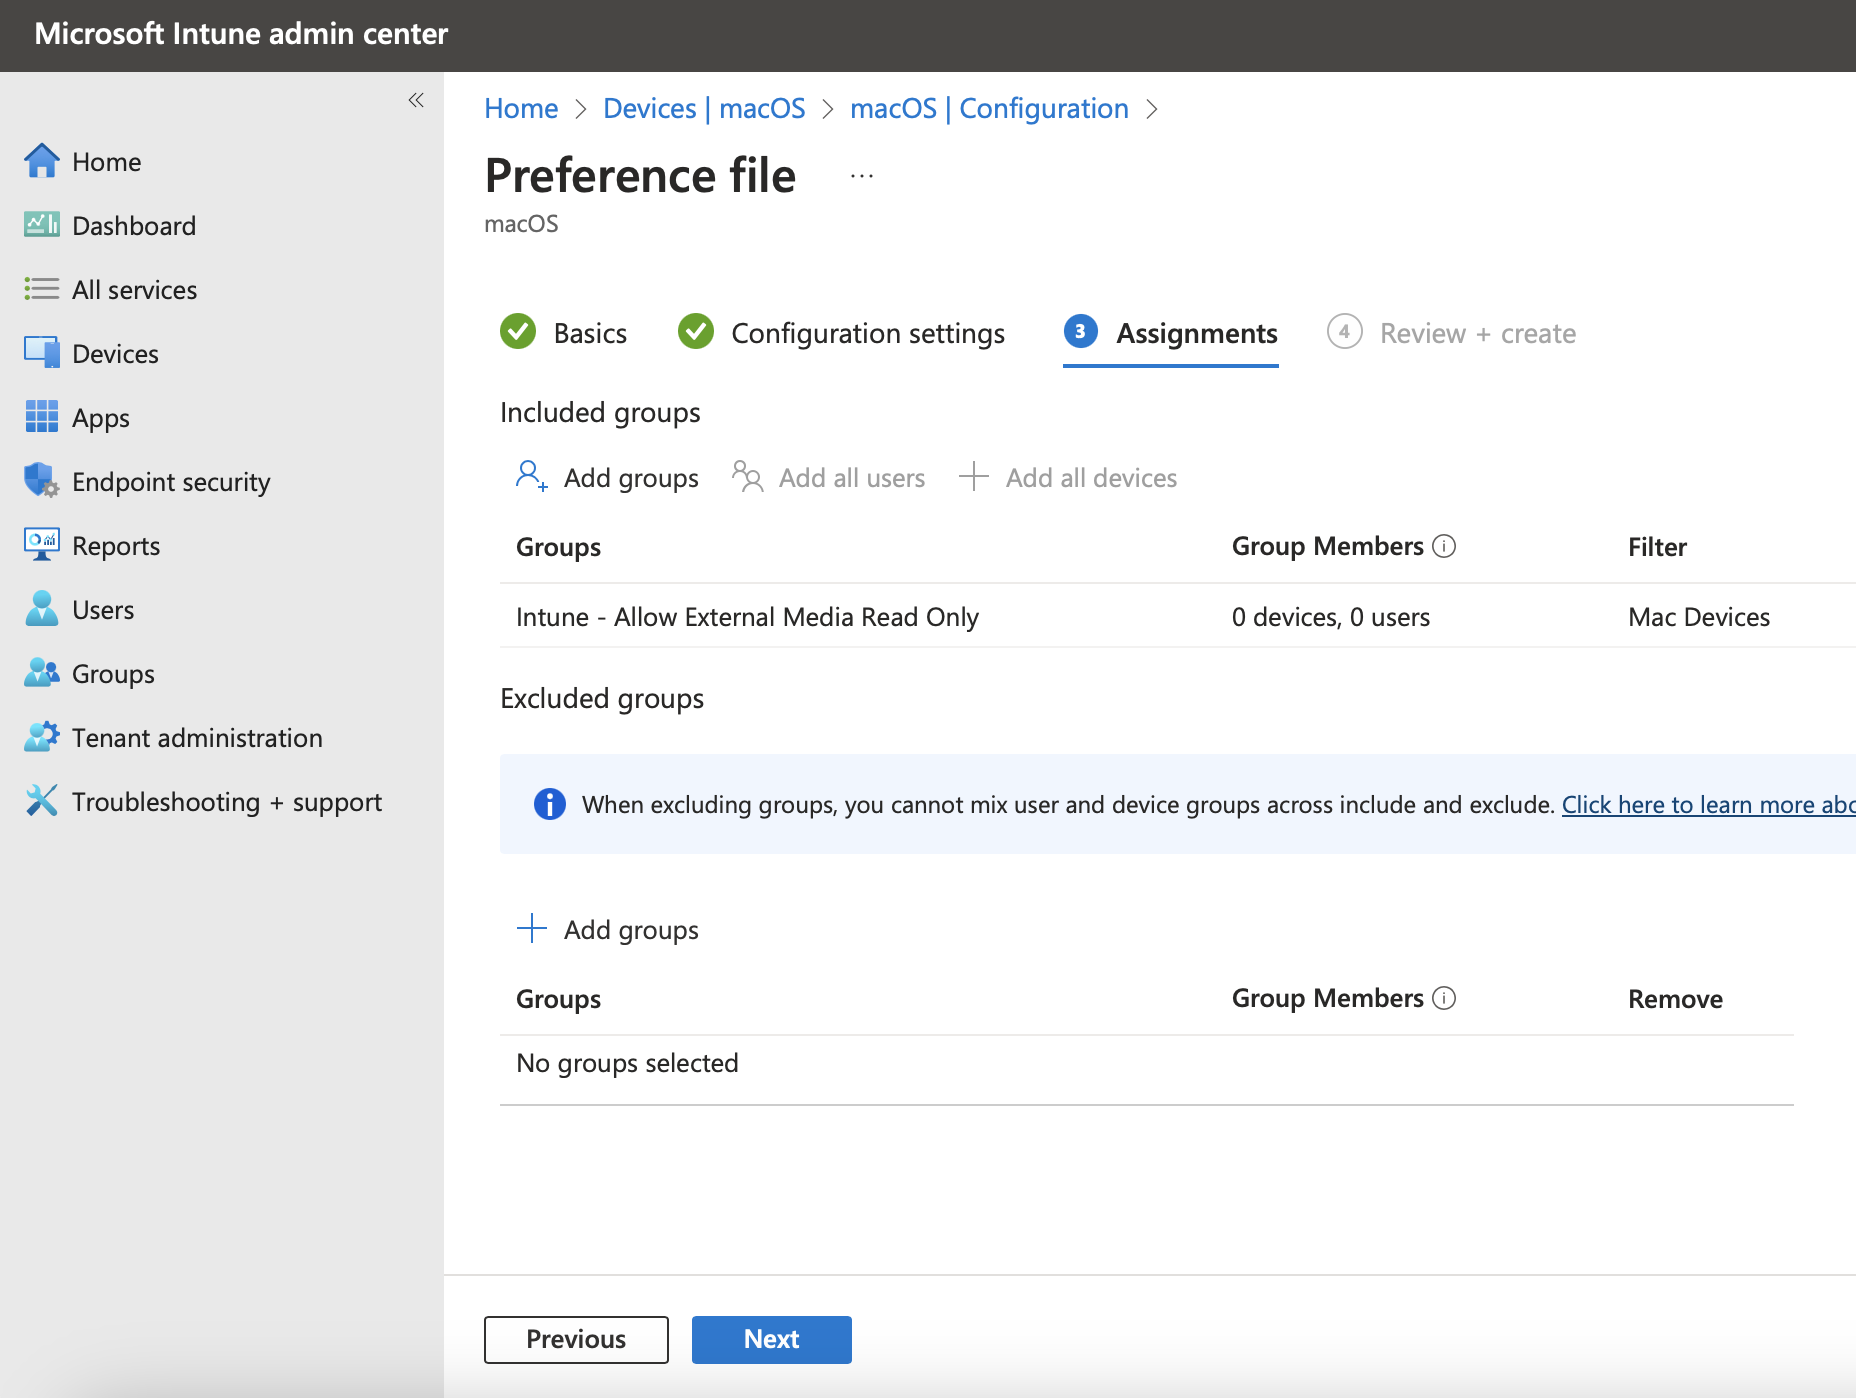 Microsoft Intune admin center
Home
Dashboard
All services
Devices
Apps
Endpoint security
Reports
Users
Groups
Tenant administration
Troubleshooting + support
Home > Devices | macOS > macOS | Configuration >
Preference file ...
macOS
Basics Configuration settings 3 Assignments 4 Review + create
Included groups
Add groups Add all users Add all devices
Groups Group Members Filter
Intune - Allow External Media Read Only 0 devices, 0 users Mac Devices
Excluded groups
When excluding groups, you cannot mix user and device groups across include and exclude. Click here to learn more
Add groups
Groups Group Members Remove
No groups selected
Previous Next